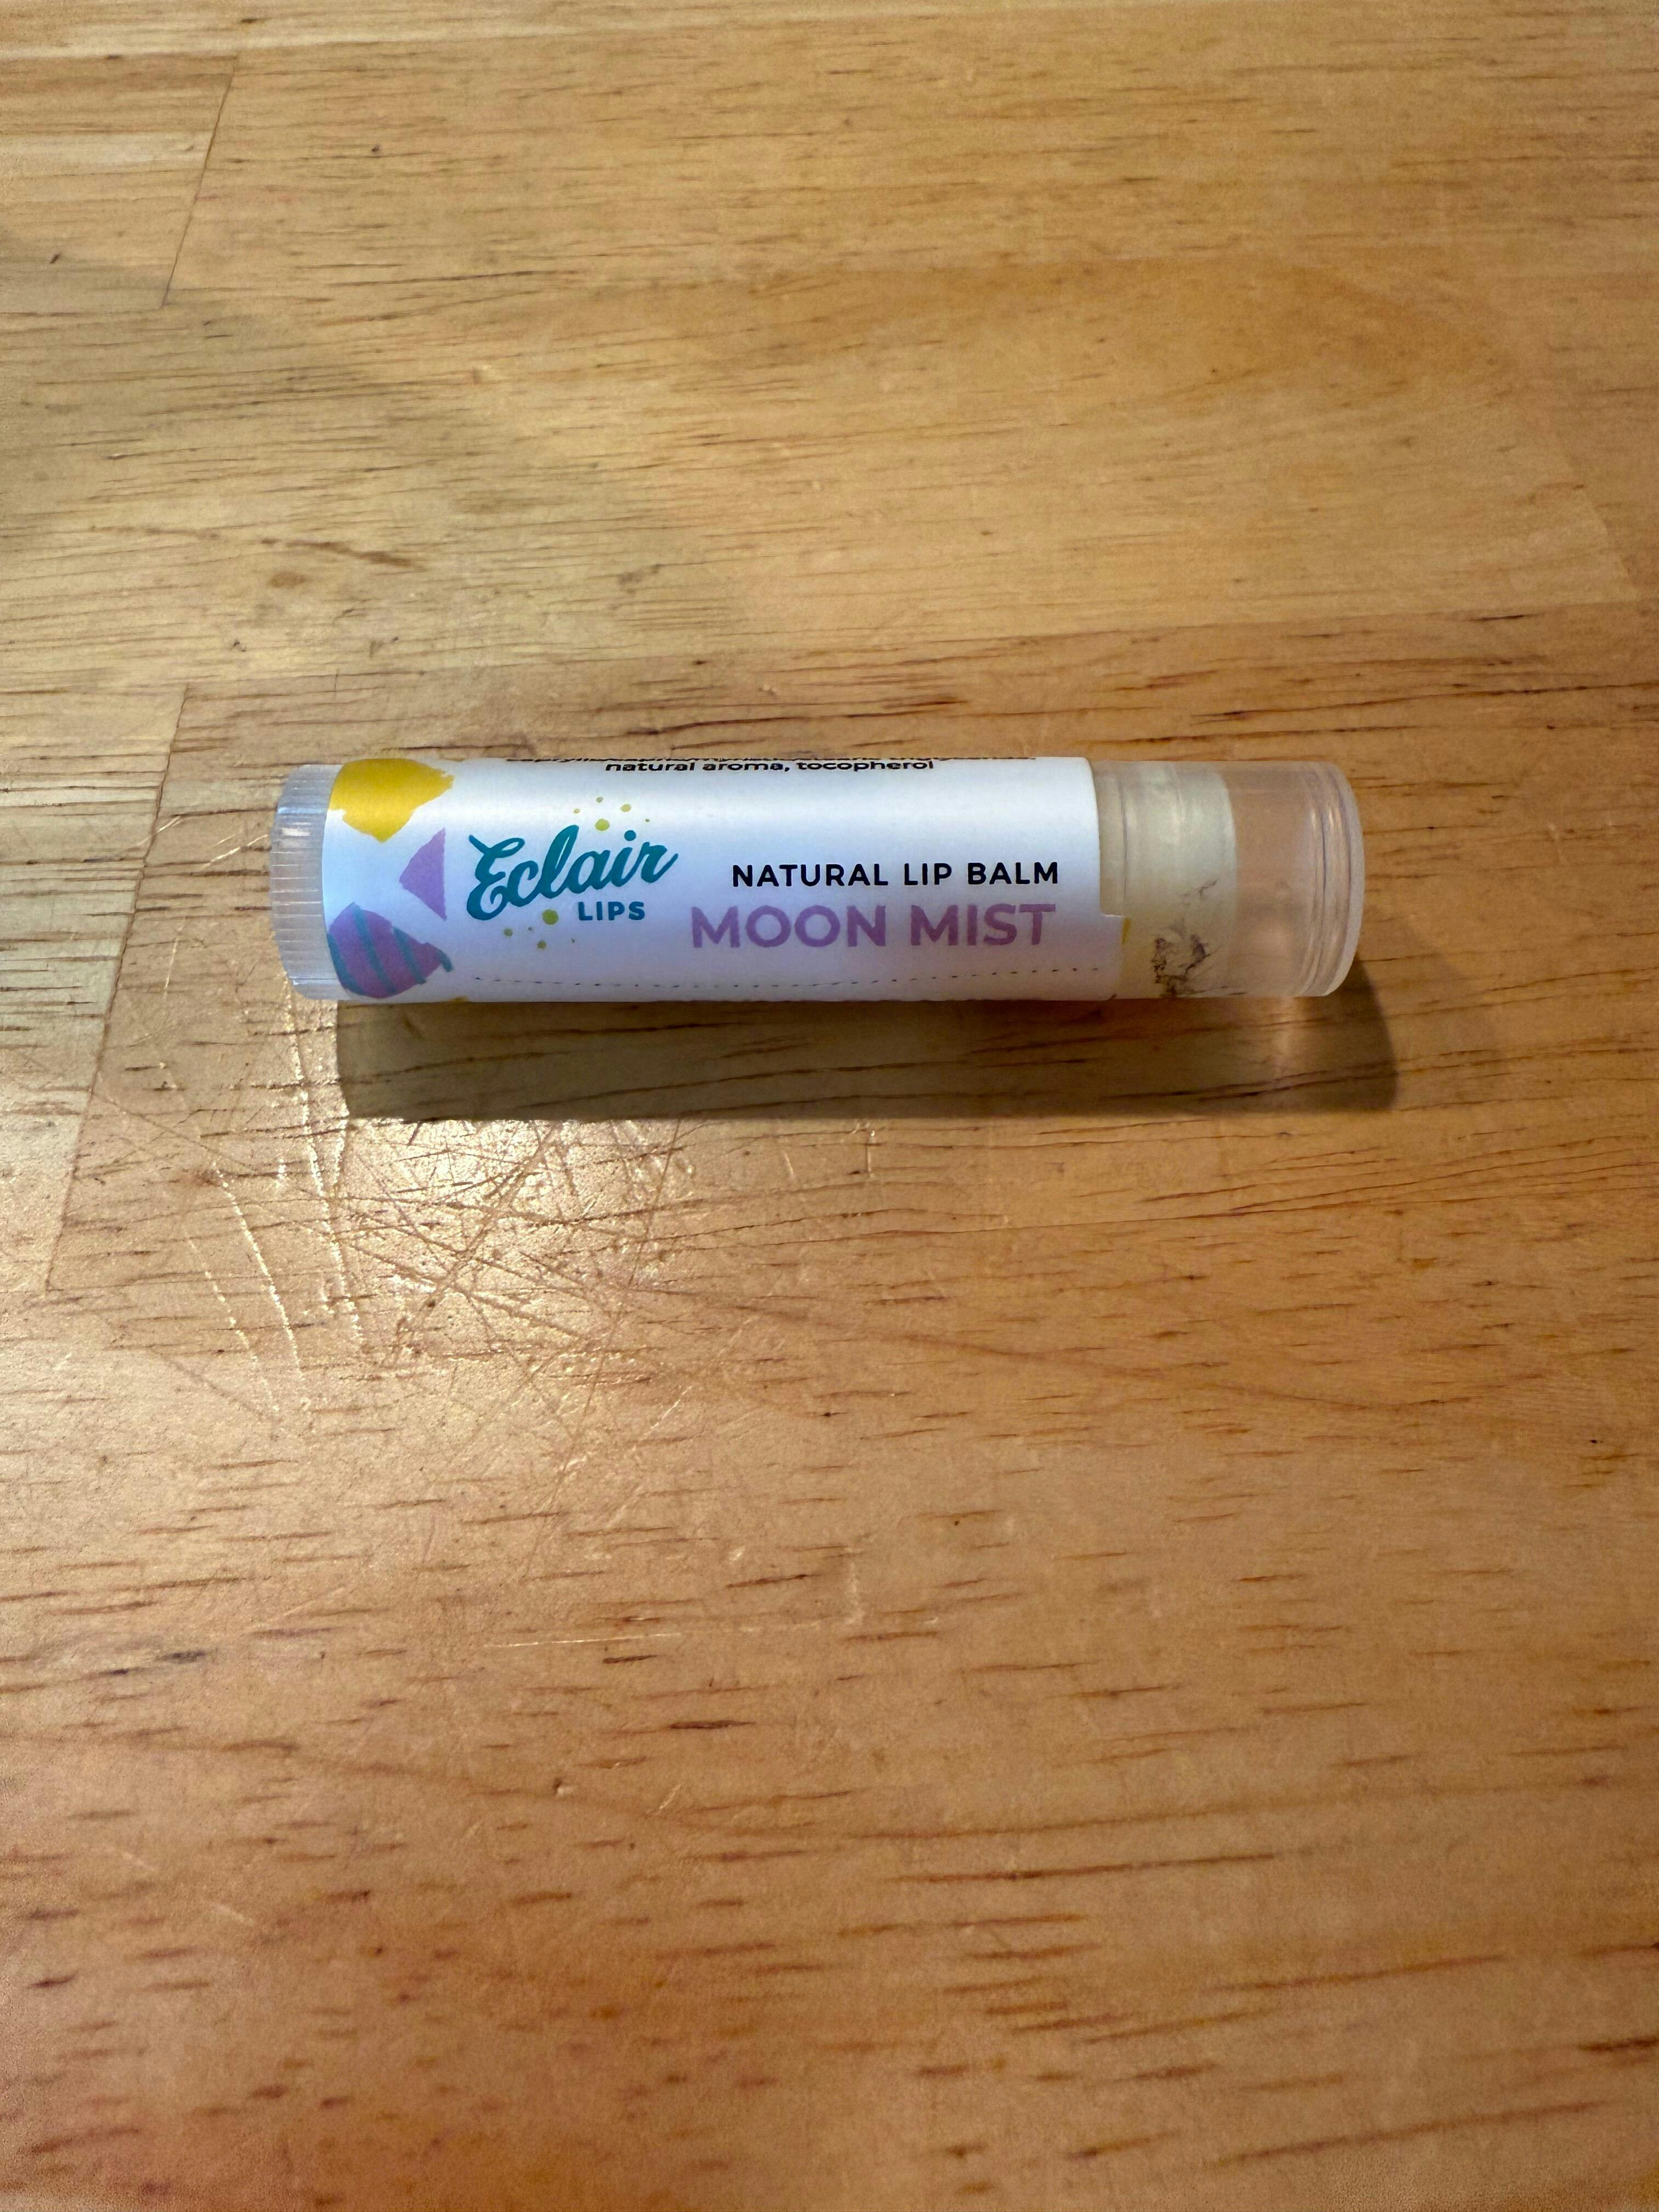 natural aroma, tocopherol
Eclair
LIPS
NATURAL LIP BALM
MOON MIST